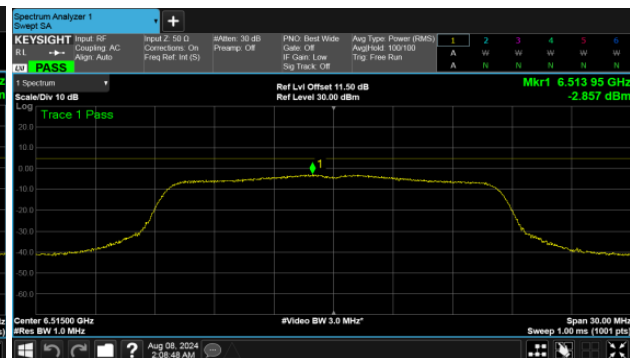 Spectrum Analyzer 1
Swept SA
+
KEYSIGHT Input: RF Input Z: 50 Ω #Atten: 30 dB PNO: Best Wide Avg Type: Power (RMS) 1 2 3 4 5 6
RL Coupling: AC Corrections: On Preamp: Off Gate: Off Avg|Hold: 100/100 A W W W W W
Align: Auto Freq Ref: Int (S) IF Gain: Low Trig: Free Run
LXI PASS Sig Track: Off A N N N N N
1 Spectrum Ref Lvl Offset 11.50 dB Mkr1 6.513 95 GHz
Scale/Div 10 dB Ref Level 30.00 dBm -2.857 dBm
Log Trace 1 Pass
20.0
10.0
1
0.00
-10.0
-20.0
-30.0
-40.0
-50.0
-60.0
Center 6.51500 GHz #Video BW 3.0 MHz* Span 30.00 MHz
#Res BW 1.0 MHz Sweep 1.00 ms (1001 pts)
? Aug 08, 2024
2:08:48 AM